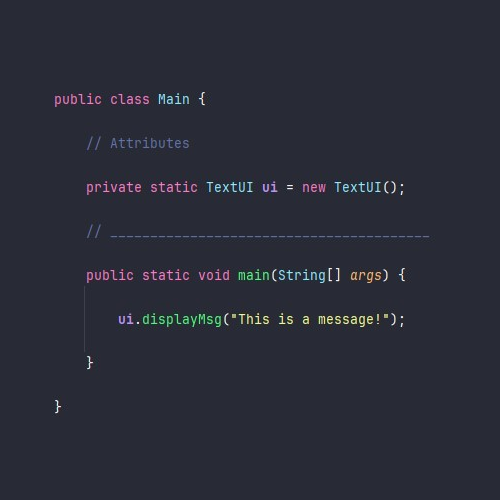 public class Main {
// Attributes
private static TextUI ui = new TextUI();
// ________________________________________
public static void main(String[] args) {
ui.displayMsg("This is a message!");
}
}